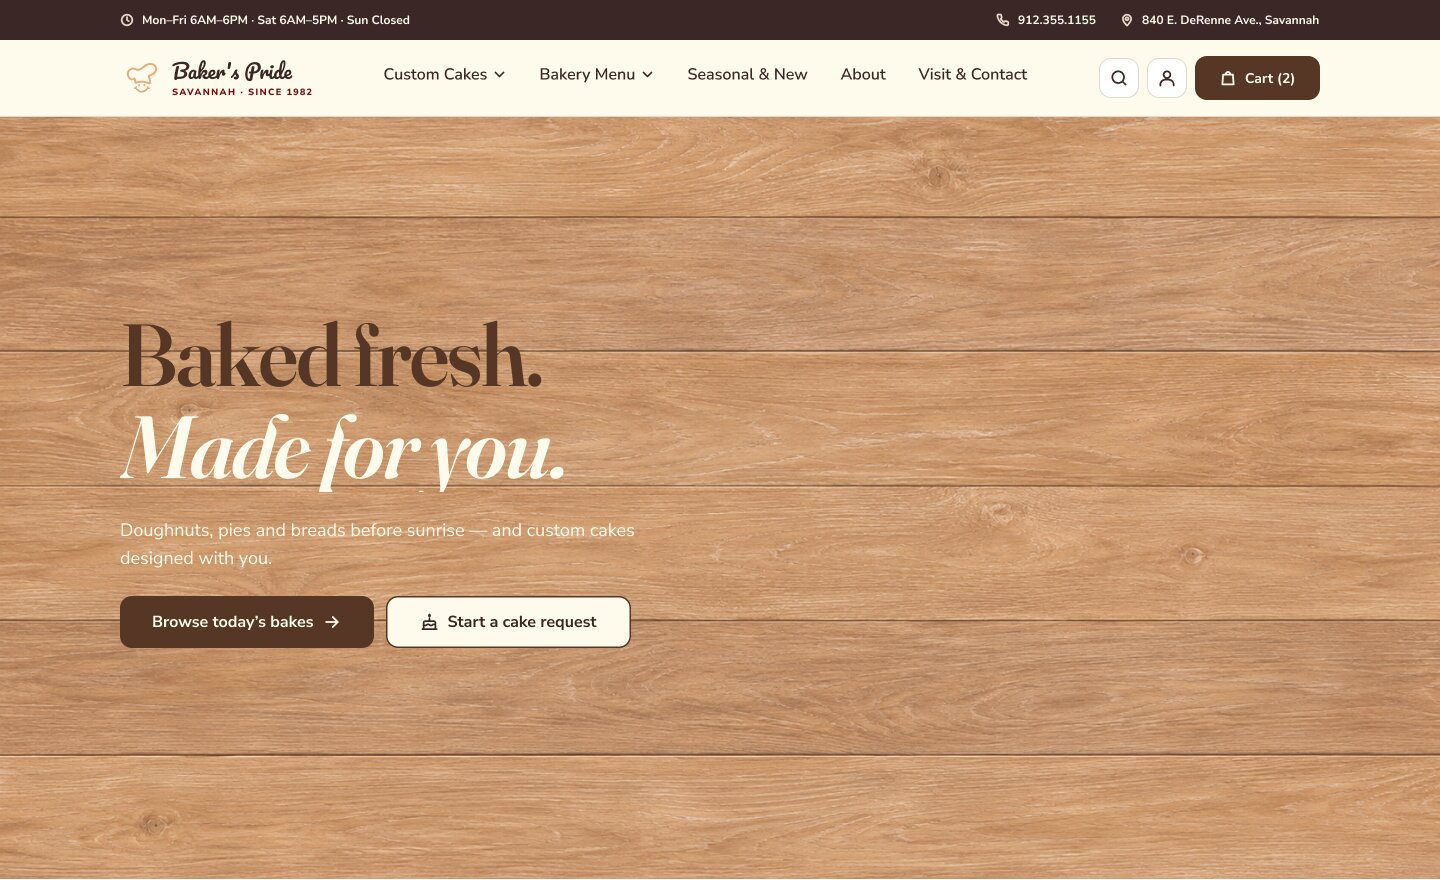 Mon–Fri 6AM–6PM · Sat 6AM–5PM · Sun Closed
912.355.1155
840 E. DeRenne Ave., Savannah
Baker's Pride
SAVANNAH · SINCE 1982
Custom Cakes
Bakery Menu
Seasonal & New
About
Visit & Contact
Cart (2)
Baked fresh.
Made for you.
Doughnuts, pies and breads before sunrise — and custom cakes
designed with you.
Browse today’s bakes
Start a cake request